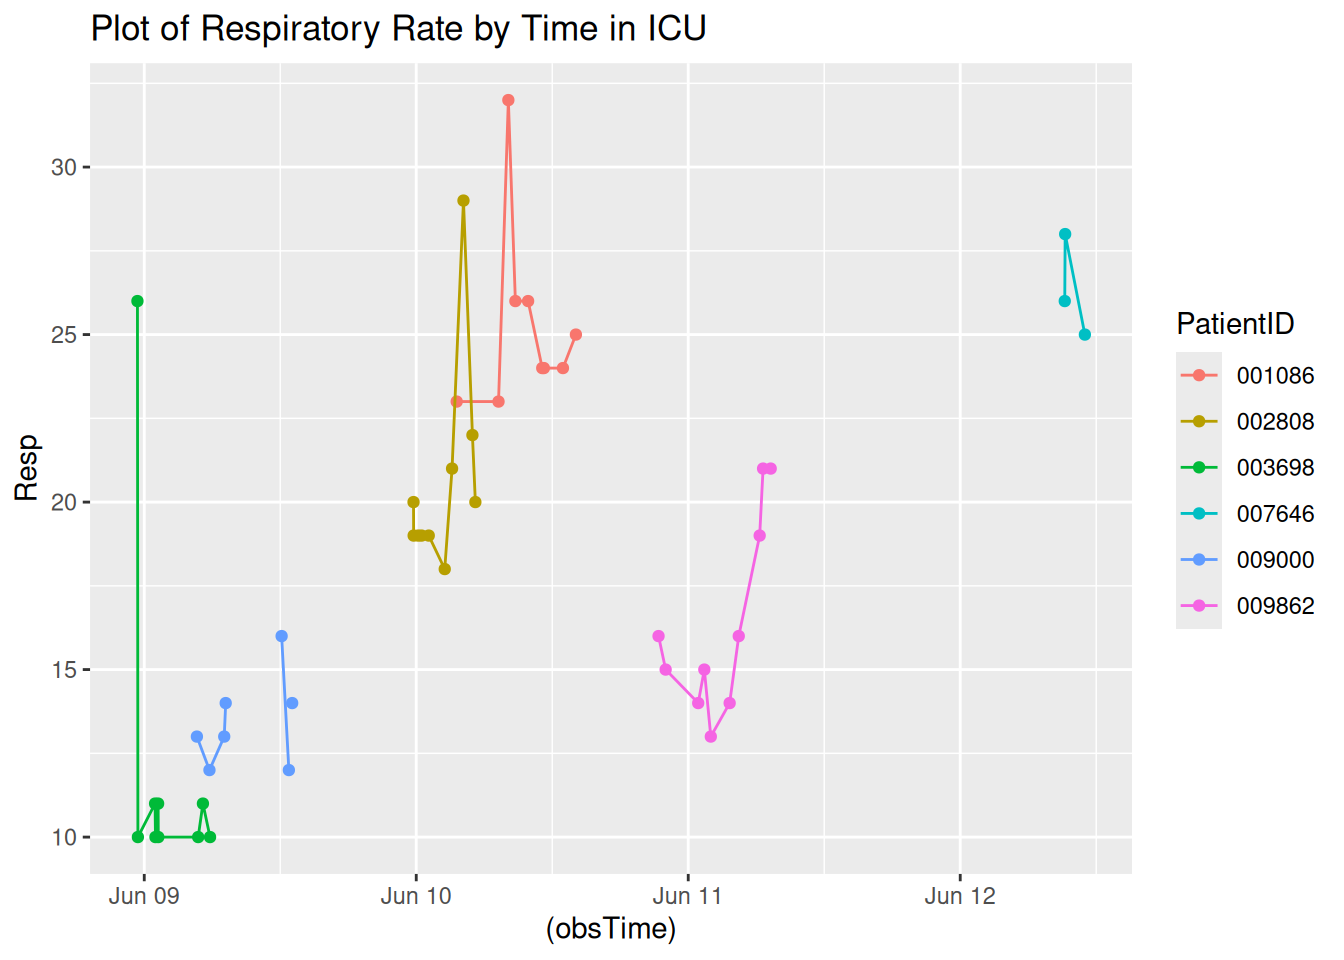 Plot of Respiratory Rate by Time in ICU
30
25
20
15
10
Resp
Jun 09
Jun 10
Jun 11
Jun 12
(obsTime)
PatientID
001086
002808
003698
007646
009000
009862